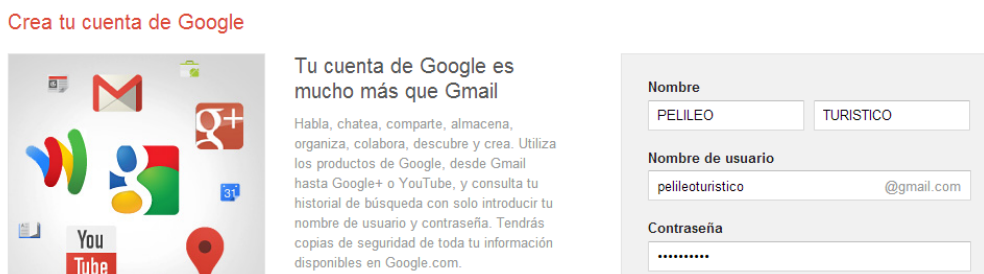 Crea tu cuenta de Google
g+
g
31
You
Tube
Tu cuenta de Google es
mucho más que Gmail
Habla, chatea, comparte, almacena,
organiza, colabora, descubre y crea. Utiliza
los productos de Google, desde Gmail
hasta Google+ o YouTube, y consulta tu
historial de búsqueda con solo introducir tu
nombre de usuario y contraseña. Tendrás
copias de seguridad de toda tu información
disponibles en Google.com.
Nombre
PELILEO TURISTICO
Nombre de usuario
pelileoturistico @gmail.com
Contraseña
••••••••••